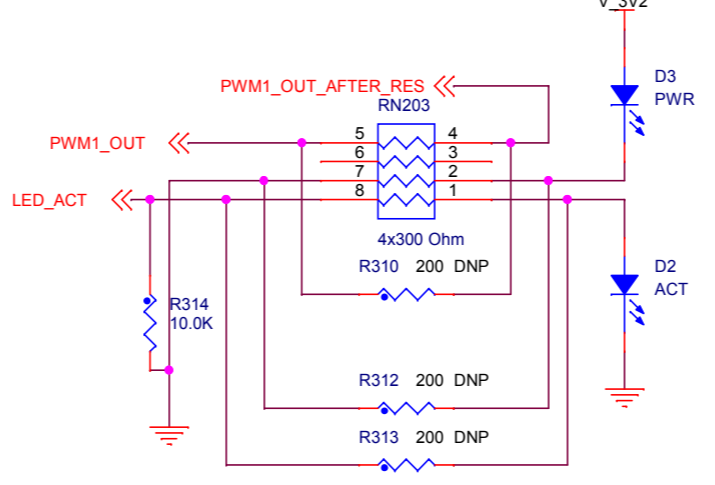 V_3V2
D3
PWR
PWM1_OUT_AFTER_RES
RN203
PWM1_OUT
5
4
6
3
7
2
LED_ACT
8
1
4x300 Ohm
R310 200 DNP
D2
ACT
R314
10.0K
R312 200 DNP
R313 200 DNP